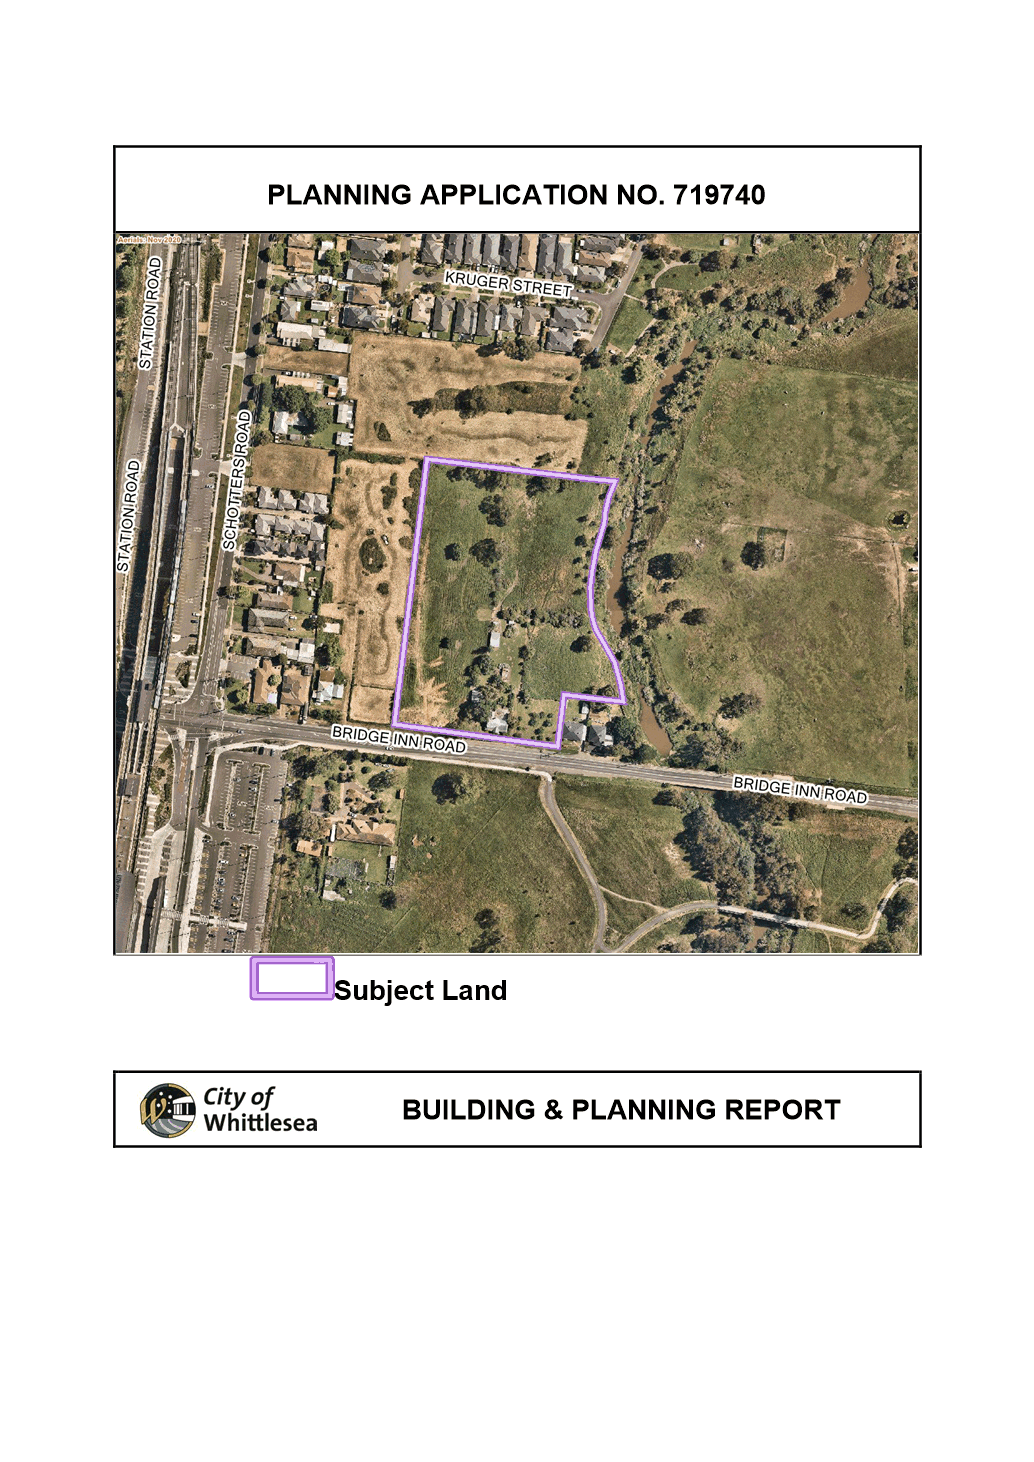 PLANNING APPLICATION NO. 719740
Aerials: Nov 2020
STATION ROAD
KRUGER STREET
SCHOTTERS ROAD
STATION ROAD
BRIDGE INN ROAD
BRIDGE INN ROAD
Subject Land
City of
Whittlesea
BUILDING & PLANNING REPORT